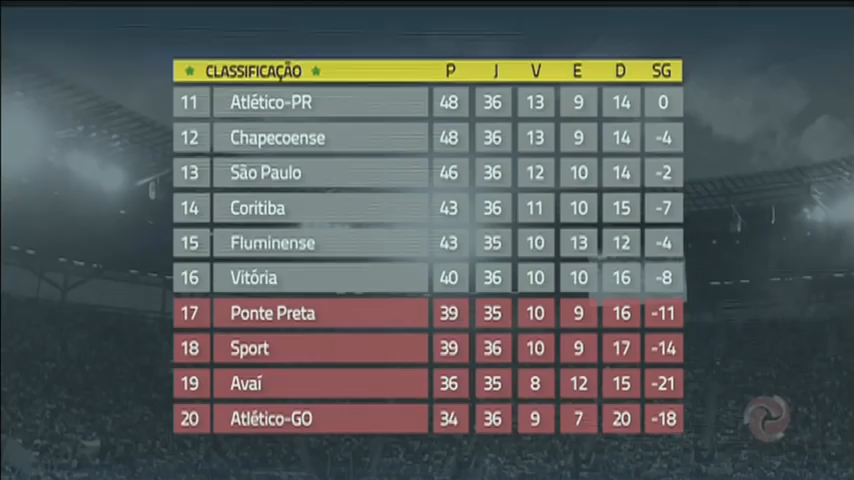 CLASSIFICAÇÃO P J V E D SG
11 Atlético-PR 48 36 13 9 14 0
12 Chapecoense 48 36 13 9 14 -4
13 São Paulo 46 36 12 10 14 -2
14 Coritiba 43 36 11 10 15 -7
15 Fluminense 43 35 10 13 12 -4
16 Vitória 40 36 10 10 16 -8
17 Ponte Preta 39 35 10 9 16 -11
18 Sport 39 36 10 9 17 -14
19 Avaí 36 35 8 12 15 -21
20 Atlético-GO 34 36 9 7 20 -18